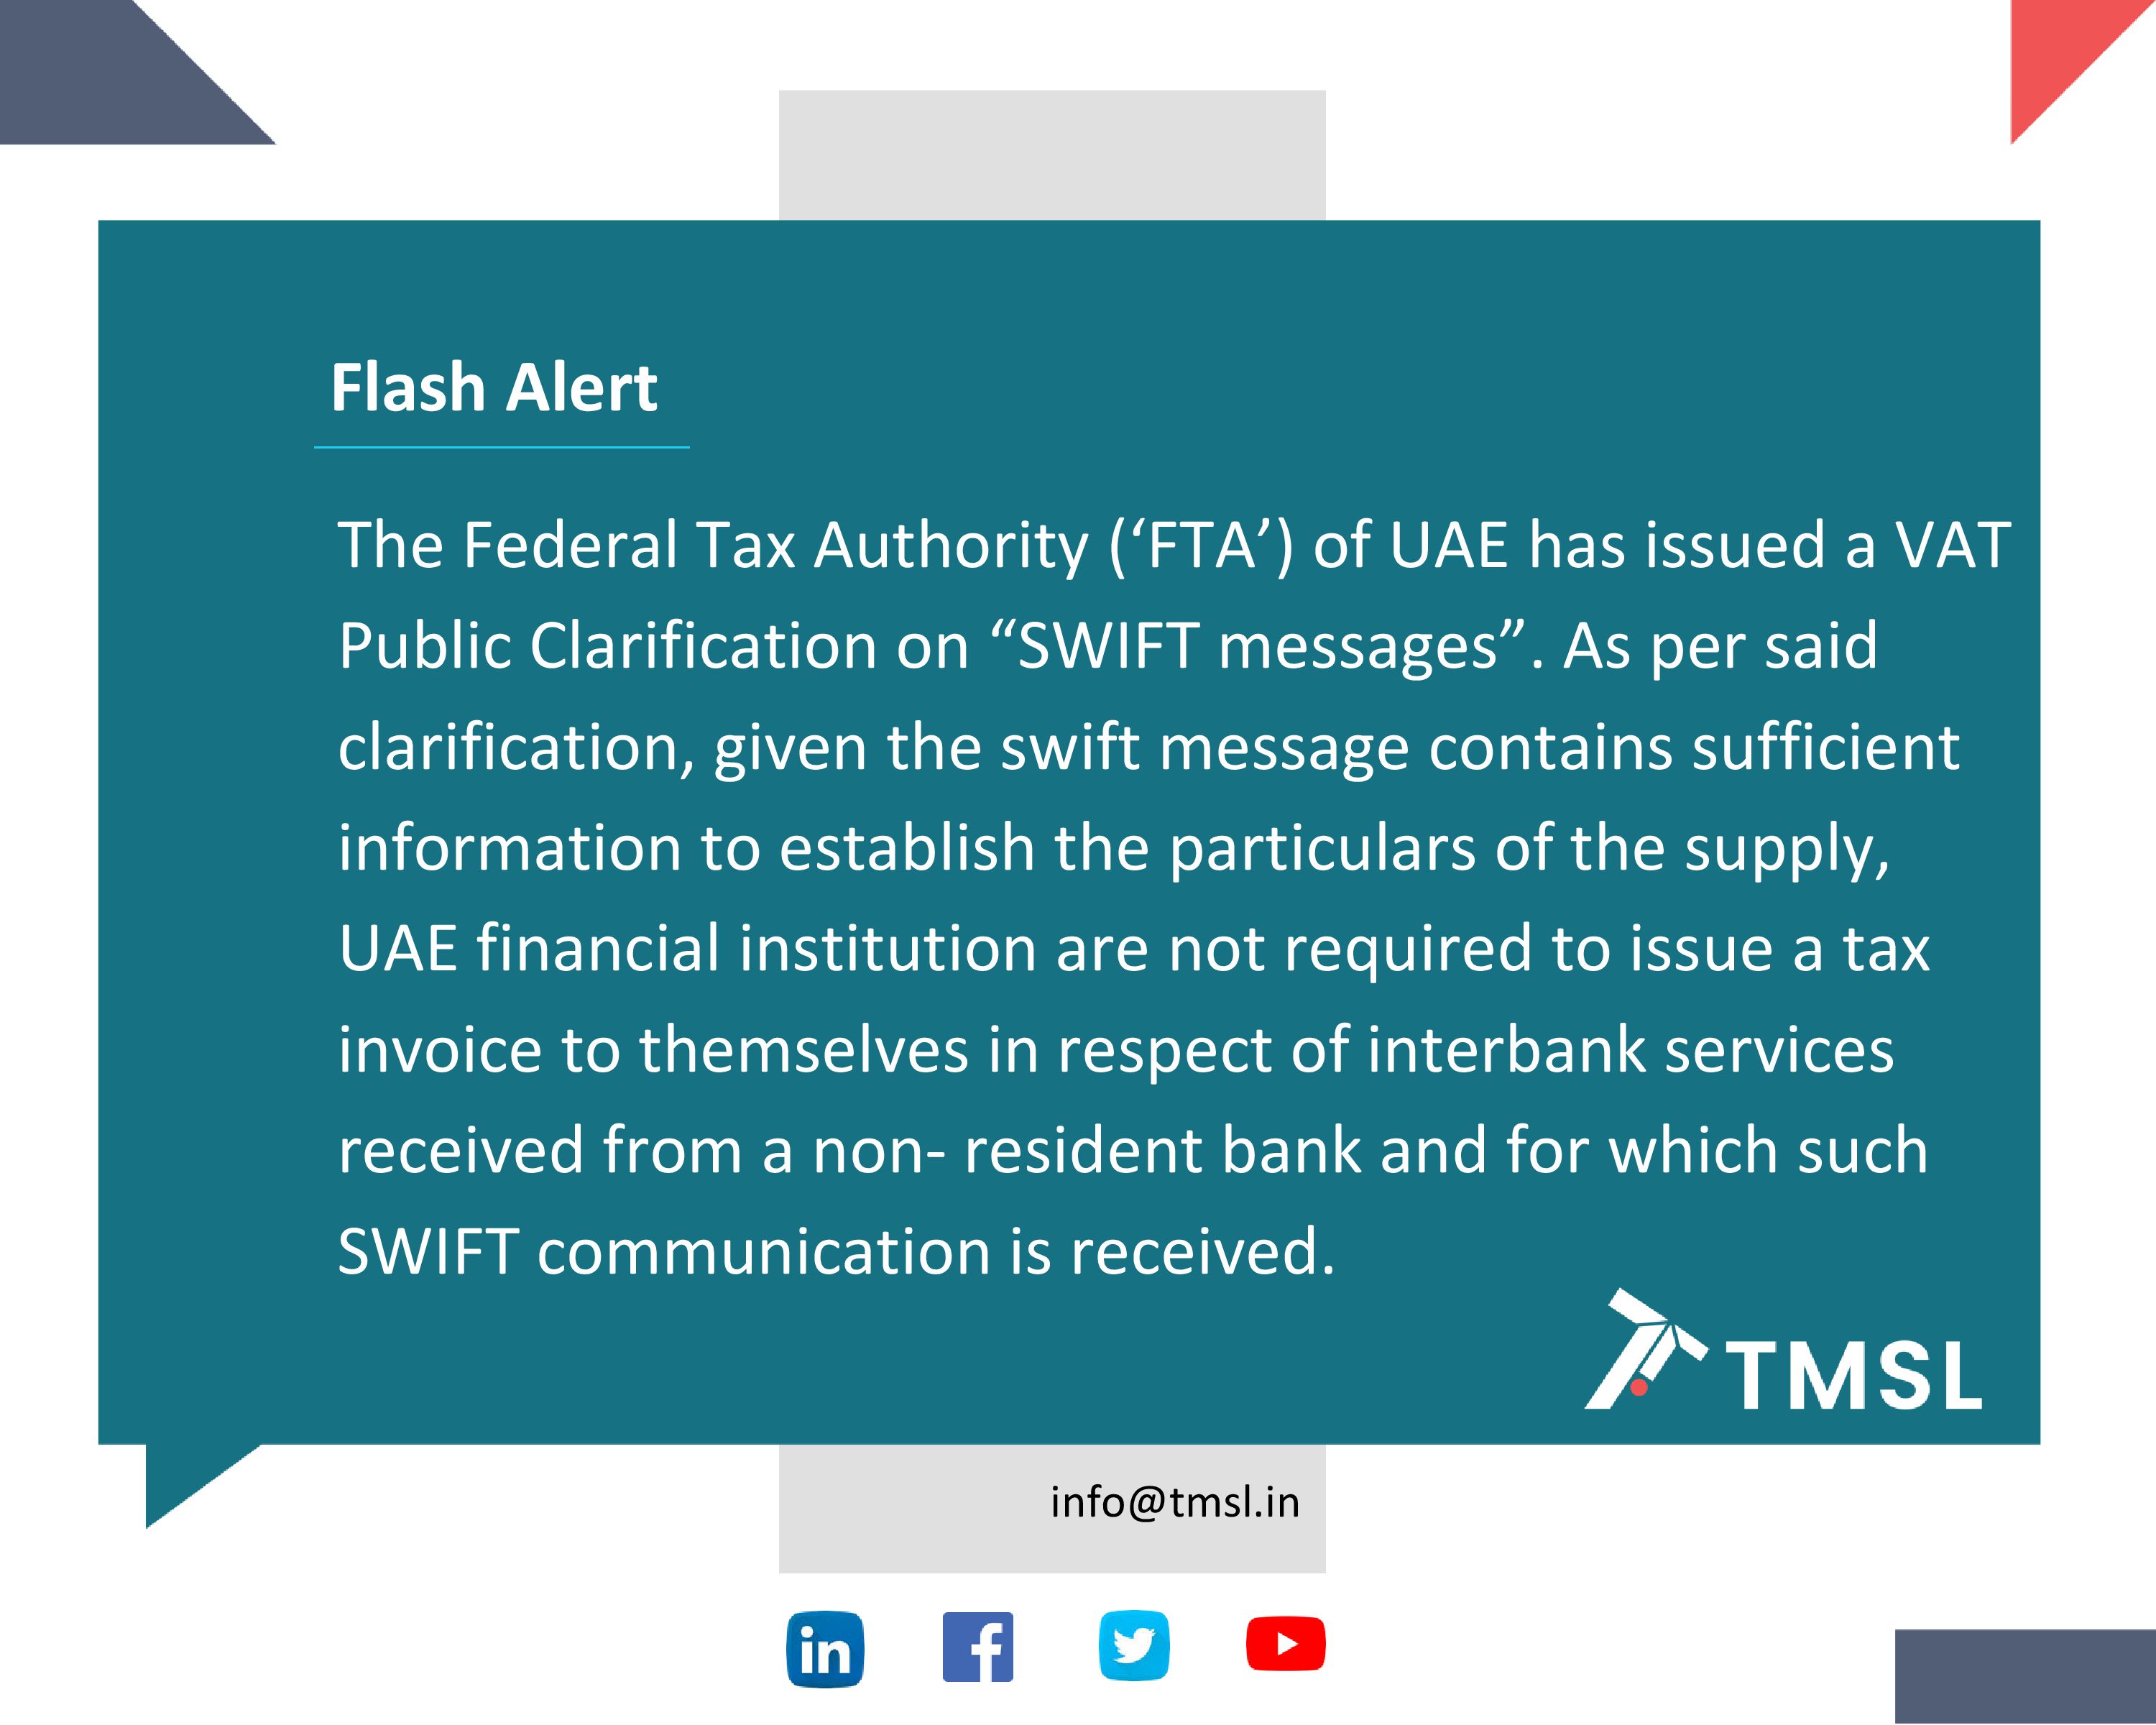 Flash Alert
The Federal Tax Authority (‘FTA’) of UAE has issued a VAT
Public Clarification on “SWIFT messages”. As per said
clarification, given the swift message contains sufficient
information to establish the particulars of the supply,
UAE financial institution are not required to issue a tax
invoice to themselves in respect of interbank services
received from a non- resident bank and for which such
SWIFT communication is received.
TMSL
info@tmsl.in
in
f